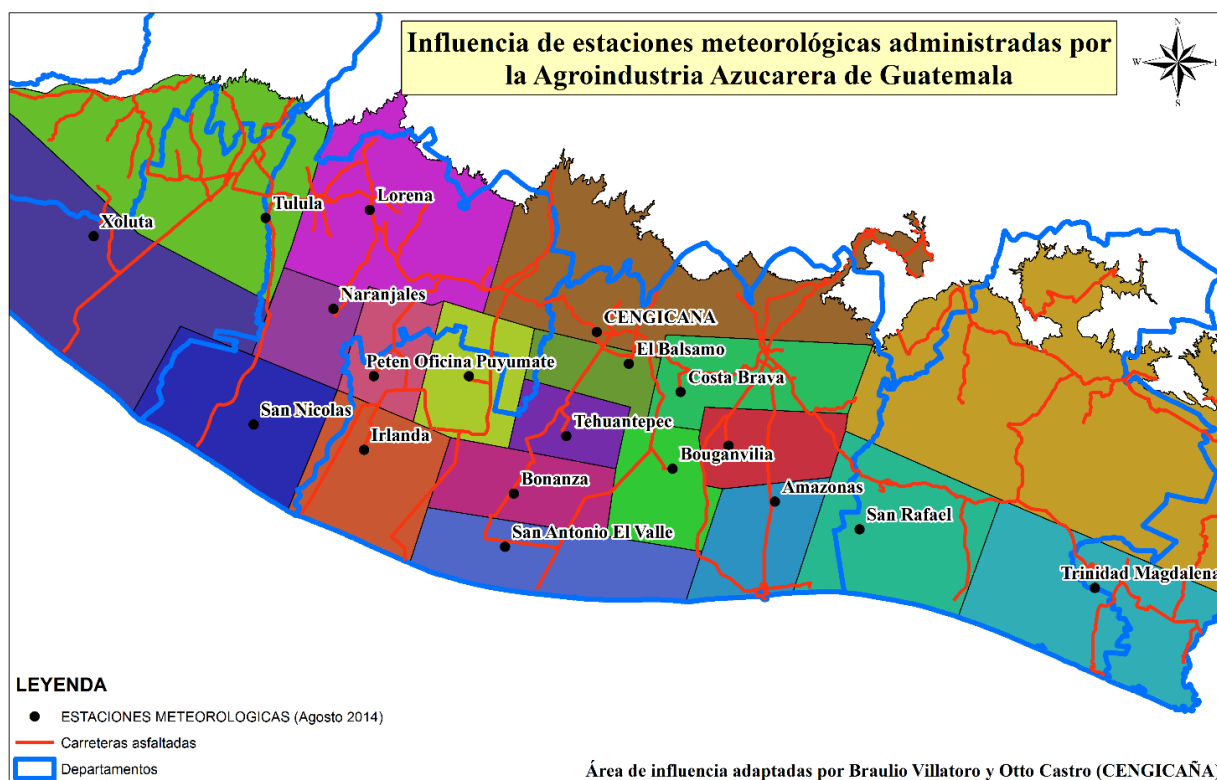 Influencia de estaciones meteorológicas administradas por
la Agroindustria Azucarera de Guatemala
N
W E
S
Xoluta
Tulula
Lorena
Naranjales
CENGICANA
El Balsamo
Peten Oficina Puyumate
Costa Brava
San Nicolas
Tehuantepec
Irlanda
Bouganvilia
Bonanza
Amazonas
San Rafael
San Antonio El Valle
Trinidad Magdalena
LEYENDA
ESTACIONES METEOROLOGICAS (Agosto 2014)
Carreteras asfaltadas
Departamentos
Área de influencia adaptadas por Braulio Villatoro y Otto Castro (CENGICAÑA)